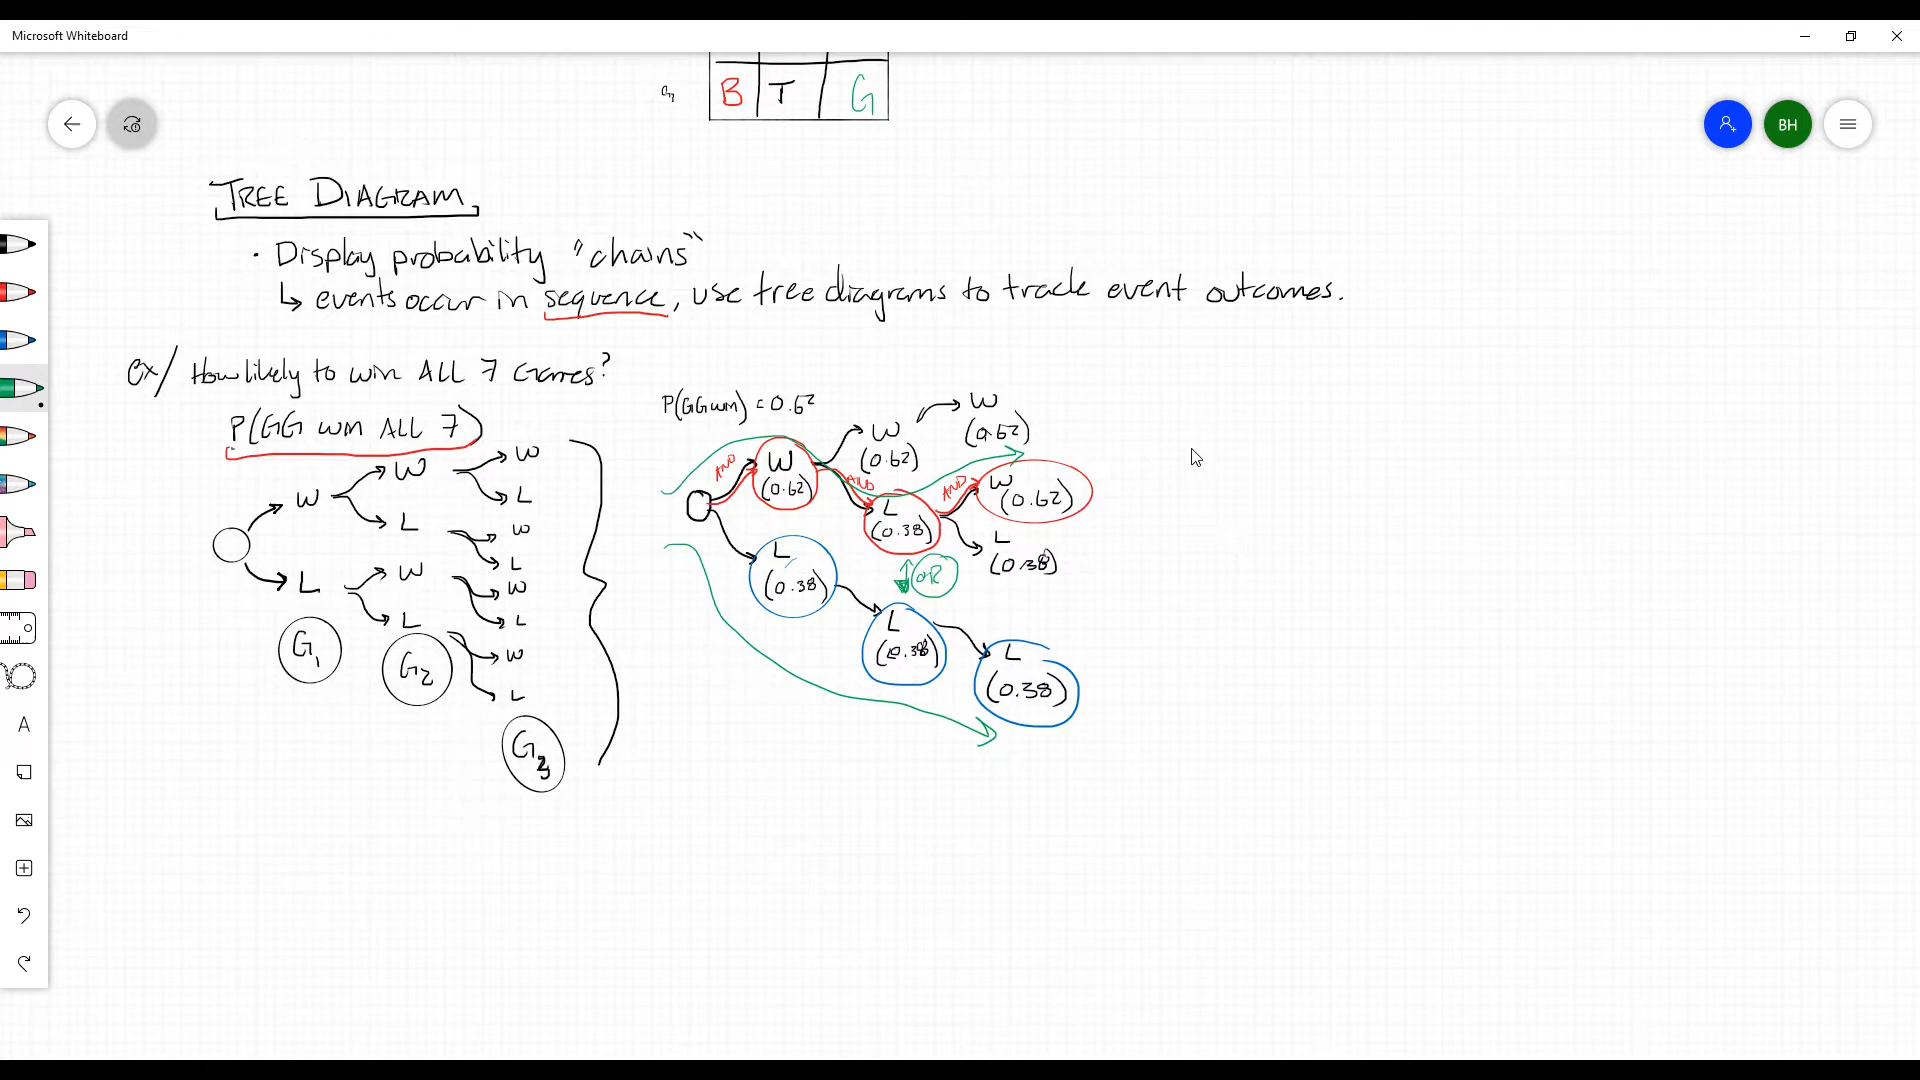 Microsoft Whiteboard
B T G
BH
TREE DIAGRAM
· Display probability "chains"
↳ events occur in sequence, use tree diagrams to track event outcomes.
ex/ How likely to win ALL 7 Games?
P(GG win ALL 7)
W
W
W
L
L
W
L
L
W
W
L
L
W
L
G1
G2
G3
P(GG win) = 0.62
W
(0.62)
W
(0.62)
AND
W
(0.62)
AND
L
(0.38)
AND
W
(0.62)
L
(0.38)
OR
L
(0.38)
L
(0.38)
L
(0.38)
A